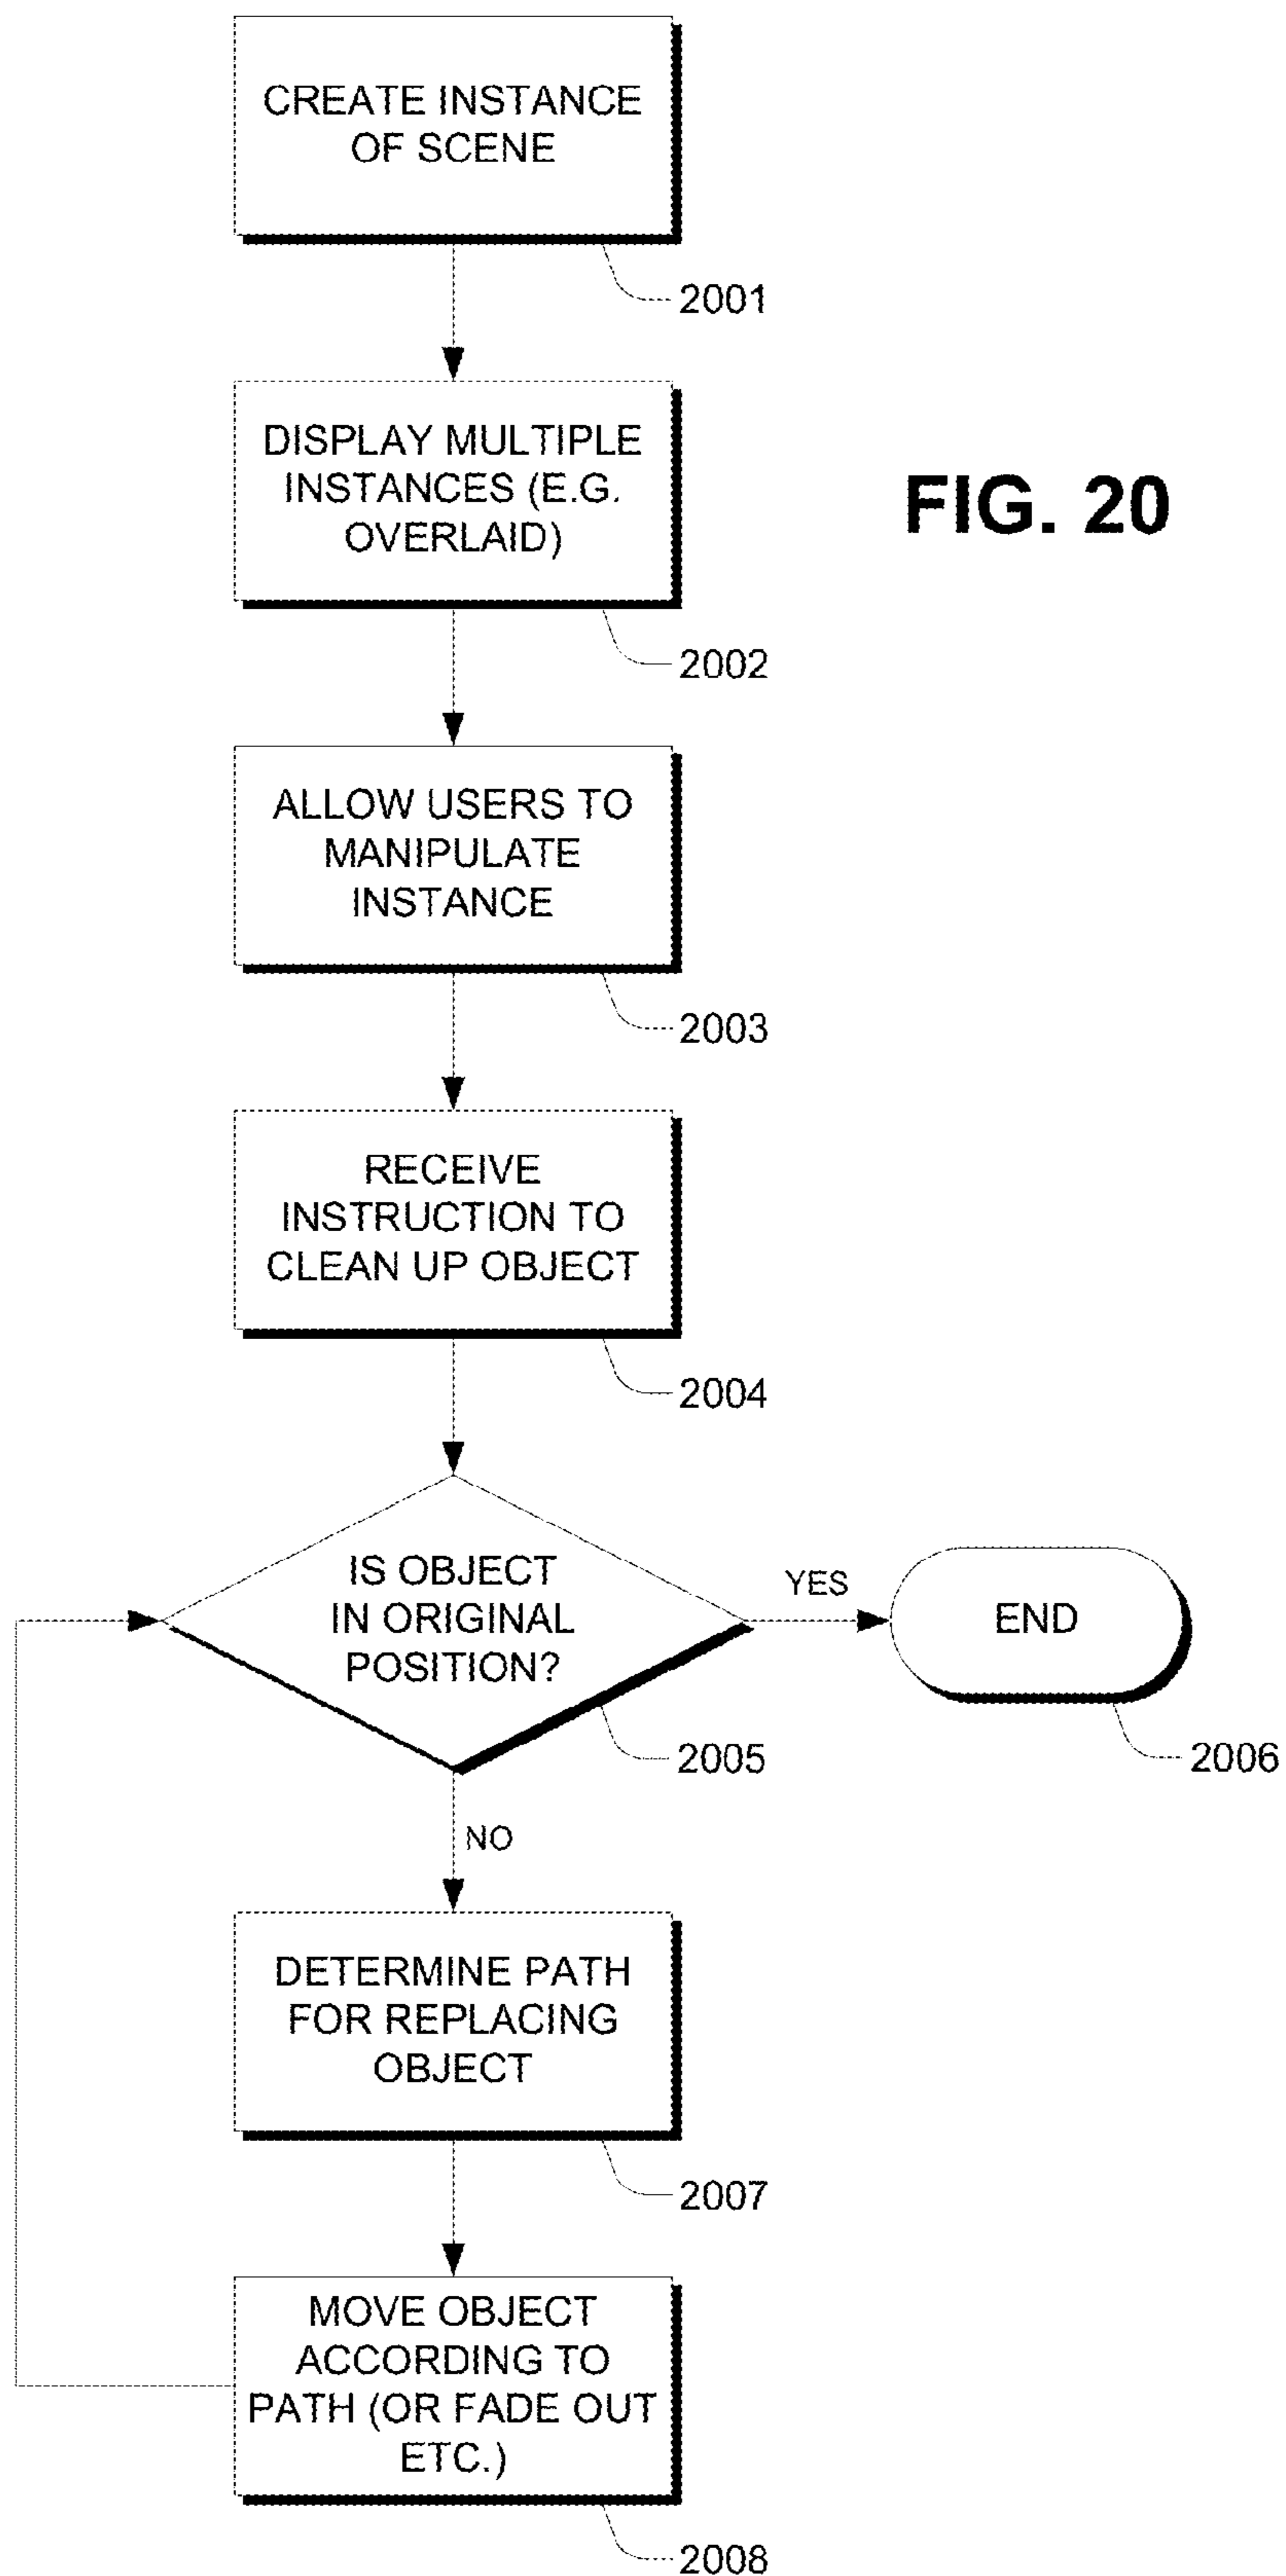 CREATE INSTANCE
OF SCENE
2001
DISPLAY MULTIPLE
INSTANCES (E.G.
OVERLAID)
2002
FIG. 20
ALLOW USERS TO
MANIPULATE
INSTANCE
2003
RECEIVE
INSTRUCTION TO
CLEAN UP OBJECT
2004
IS OBJECT
IN ORIGINAL
POSITION?
2005
YES
END
2006
NO
DETERMINE PATH
FOR REPLACING
OBJECT
2007
MOVE OBJECT
ACCORDING TO
PATH (OR FADE OUT
ETC.)
2008